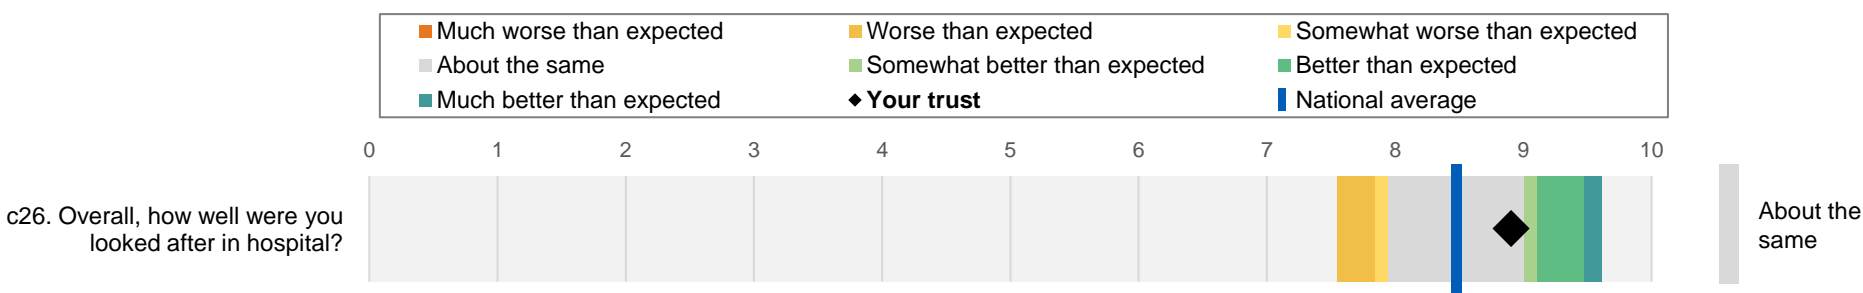 Much worse than expected
Worse than expected
Somewhat worse than expected
About the same
Somewhat better than expected
Better than expected
Much better than expected
Your trust
National average
0 1 2 3 4 5 6 7 8 9 10
c26. Overall, how well were you
looked after in hospital?
About the
same